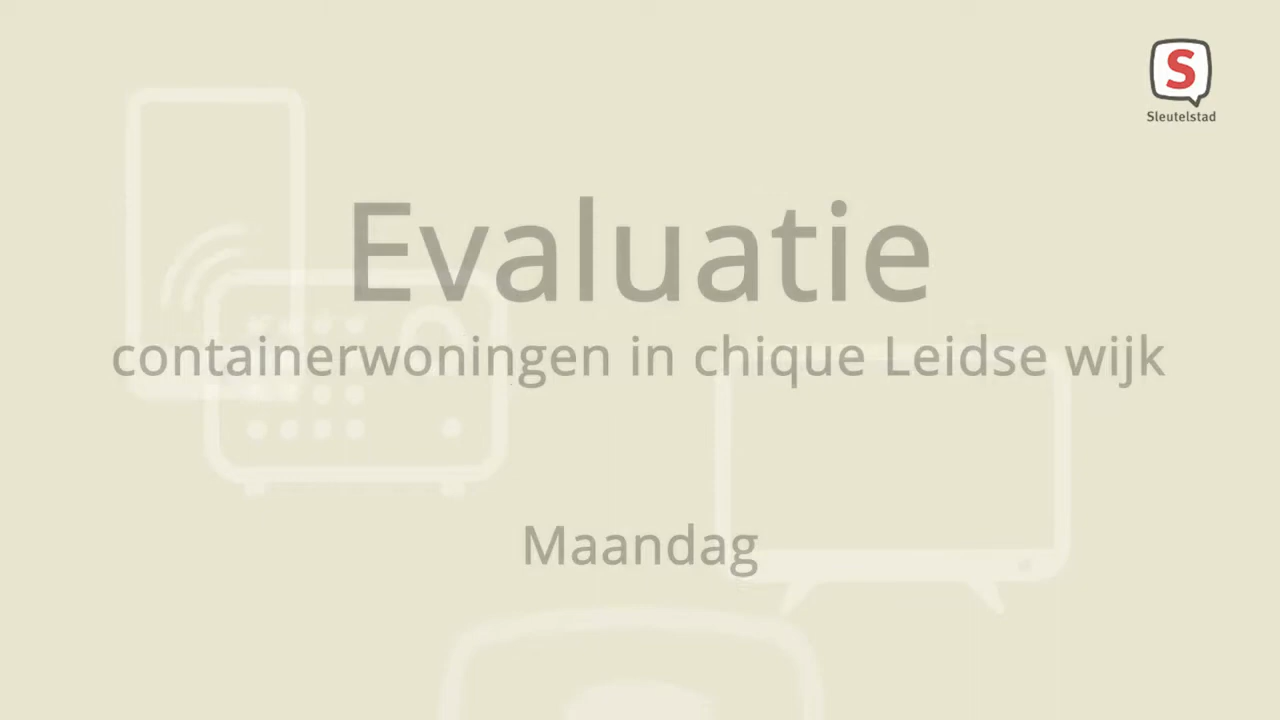 S
Sleutelstad
Evaluatie
containerwoningen in chique Leidse wijk
Maandag